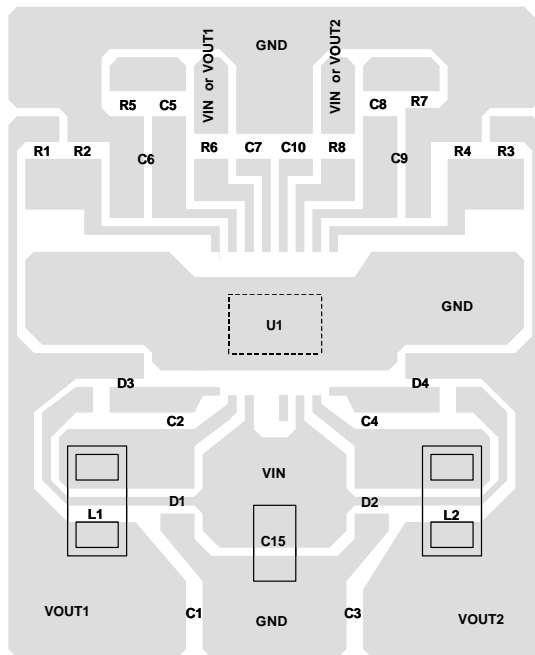 GND
VIN or VOUT1
VIN or VOUT2
R5 C5
C8 R7
R1 R2
C6
R6 C7 C10 R8
C9
R4 R3
GND
U1
D3
D4
C2
C4
VIN
D1
D2
L1
L2
C15
VOUT1
C1
GND
C3
VOUT2